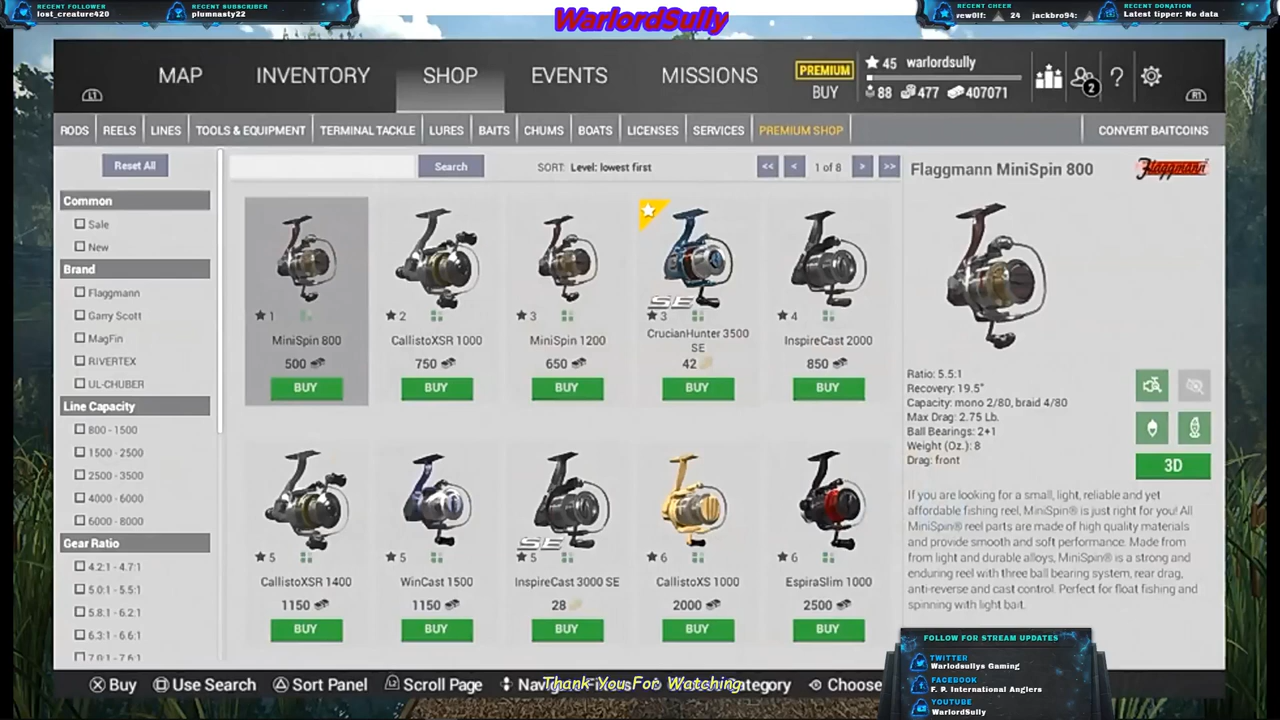 RECENT FOLLOWER
lost_creature420
RECENT SUBSCRIBER
plumnasty22
WarlordSully
RECENT CHEER
rew0lf: 24 jackbro94:
RECENT DONATION
Latest tipper: No data
L1
MAP INVENTORY SHOP EVENTS MISSIONS
PREMIUM
BUY
45 warlordsully
88 477 407071
2
?
R1
RODS REELS LINES TOOLS & EQUIPMENT TERMINAL TACKLE LURES BAITS CHUMS BOATS LICENSES SERVICES PREMIUM SHOP CONVERT BAITCOINS
Reset All
Search
SORT: Level: lowest first
<< < 1 of 8 > >>
Common
Sale
New
Brand
Flaggmann
Garry Scott
MagFin
RIVERTEX
UL-CHUBER
Line Capacity
800 - 1500
1500 - 2500
2500 - 3500
4000 - 6000
6000 - 8000
Gear Ratio
4.2:1 - 4.7:1
5.0:1 - 5.5:1
5.8:1 - 6.2:1
6.3:1 - 6.6:1
7.0:1 - 7.6:1
1
MiniSpin 800
500
BUY
2
CallistoXSR 1000
750
BUY
3
MiniSpin 1200
650
BUY
SE
3
CrucianHunter 3500
SE
42
BUY
4
InspireCast 2000
850
BUY
5
CallistoXSR 1400
1150
BUY
5
WinCast 1500
1150
BUY
SE
5
InspireCast 3000 SE
28
BUY
6
CallistoXS 1000
2000
BUY
6
EspiraSlim 1000
2500
BUY
Flaggmann MiniSpin 800
Flaggmann
Ratio: 5.5:1
Recovery: 19.5"
Capacity: mono 2/80, braid 4/80
Max Drag: 2.75 Lb.
Ball Bearings: 2+1
Weight (Oz.): 8
Drag: front
3D
If you are looking for a small, light, reliable and yet
affordable fishing reel, MiniSpin® is just right for you! All
MiniSpin® reel parts are made of high quality materials
and provide smooth and soft performance. Made from
from light and durable alloys, MiniSpin® is a strong and
enduring reel with three ball bearing system, rear drag,
anti-reverse and cast control. Perfect for float fishing and
spinning with light bait.
FOLLOW FOR STREAM UPDATES
TWITTER
Warlodsullys Gaming
FACEBOOK
F. P. International Anglers
YOUTUBE
WarlordSully
Buy Use Search Sort Panel Scroll Page
Thank You For Watching
Choose